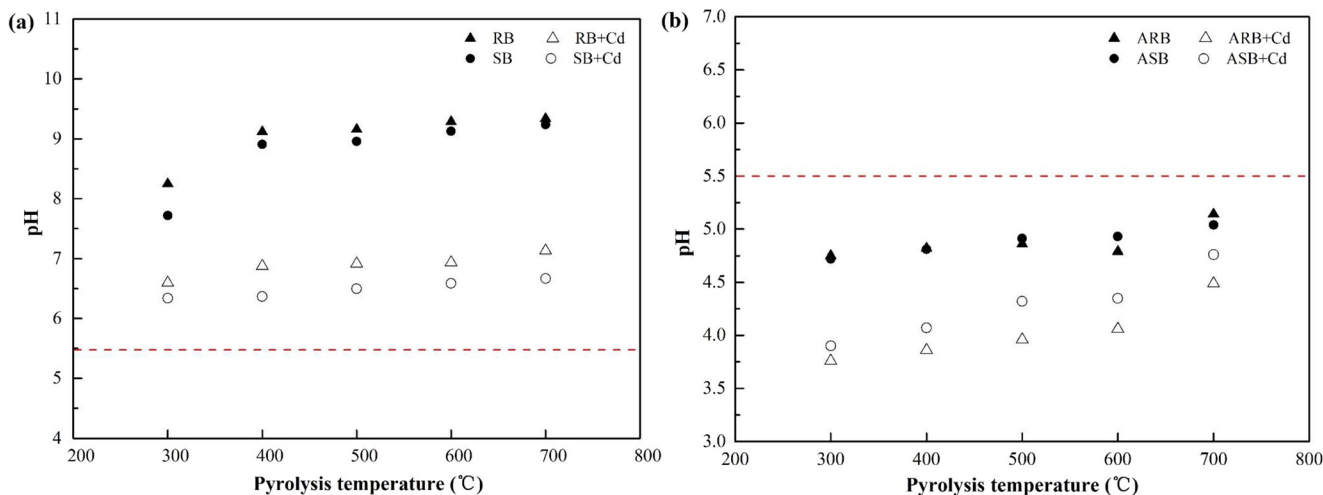 (a)
11
10
9
8
7
6
5
4
pH
RB RB+Cd
SB SB+Cd
200 300 400 500 600 700 800
Pyrolysis temperature (℃)
(b)
7.0
6.5
6.0
5.5
5.0
4.5
4.0
3.5
3.0
pH
ARB ARB+Cd
ASB ASB+Cd
200 300 400 500 600 700 800
Pyrolysis temperature (℃)